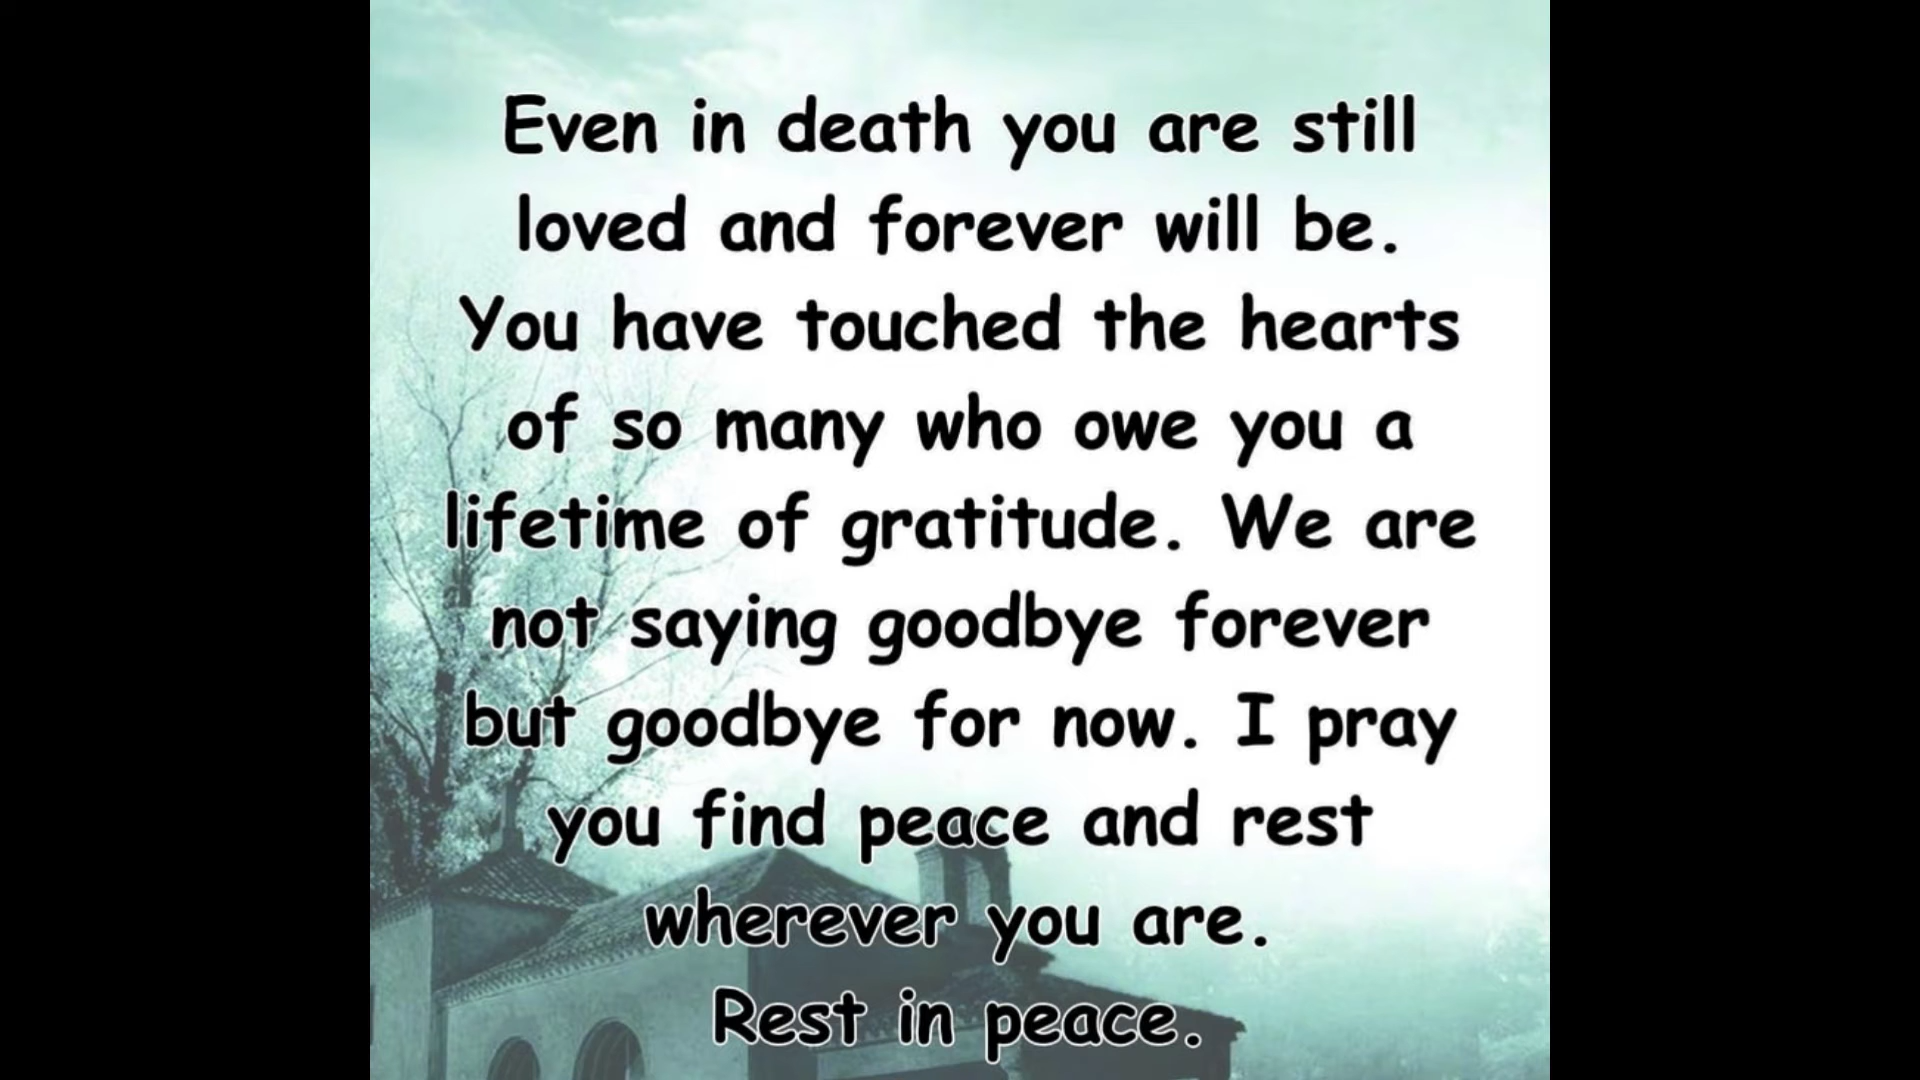 Even in death you are still
loved and forever will be.
You have touched the hearts
of so many who owe you a
lifetime of gratitude. We are
not saying goodbye forever
but goodbye for now. I pray
you find peace and rest
wherever you are.
Rest in peace.